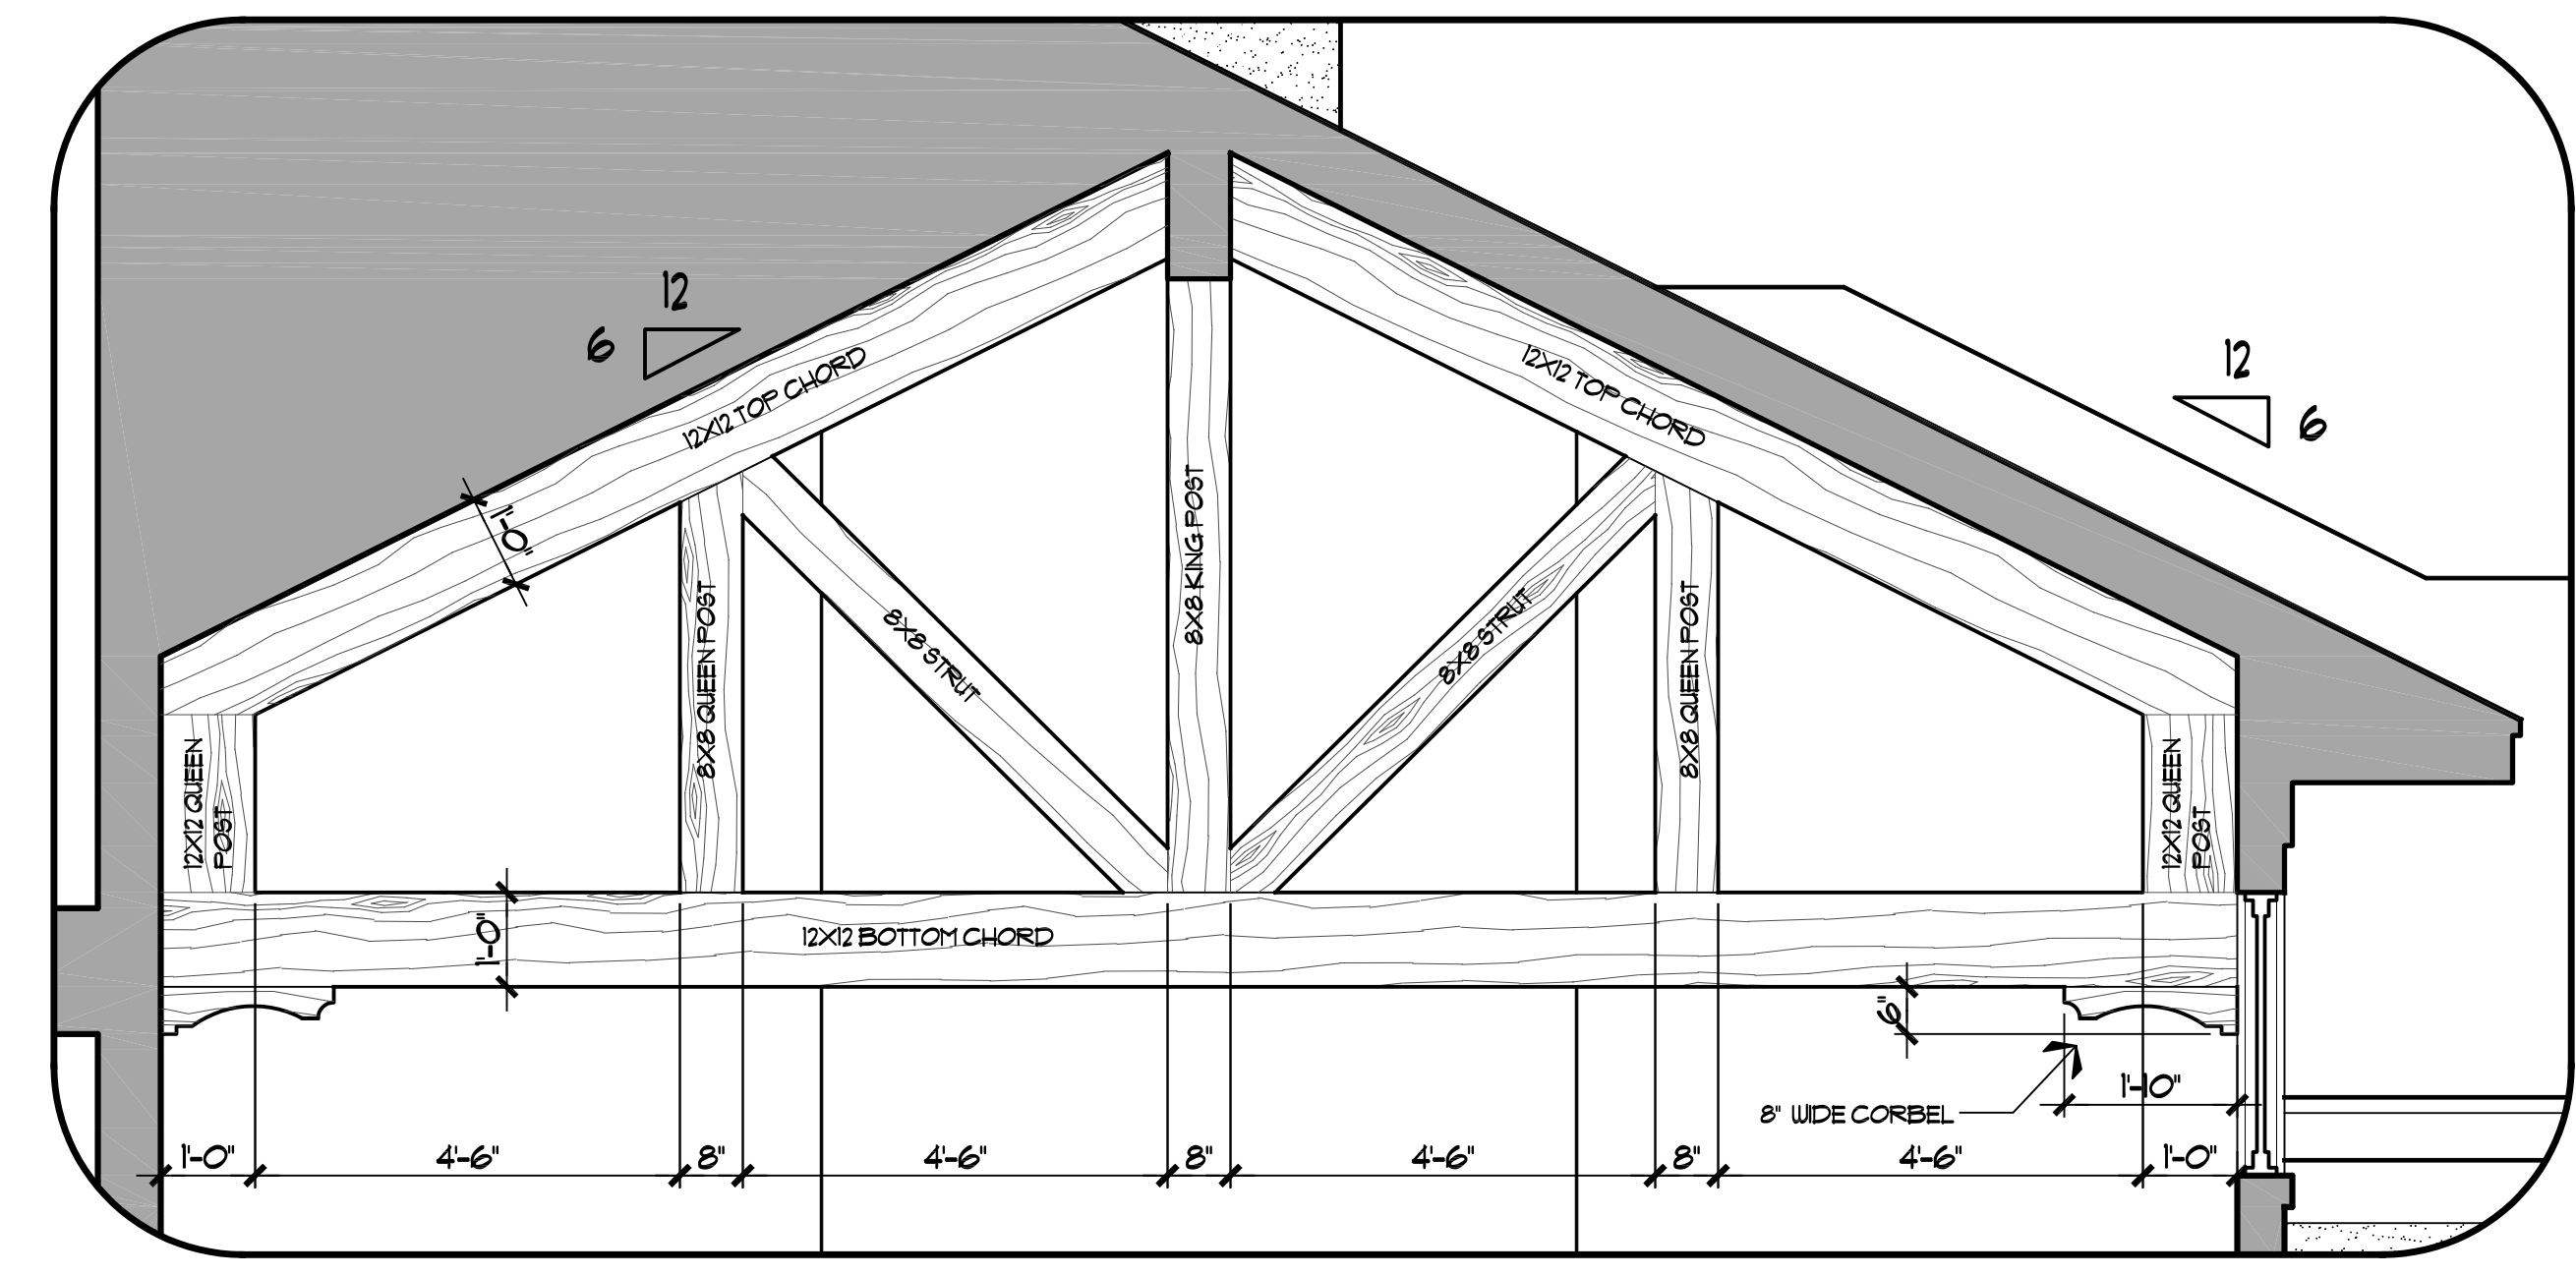 12
6
12
6
12X12 TOP CHORD
12X12 TOP CHORD
1'-0"
8X8 KING POST
8X8 QUEEN POST
8X8 STRUT
8X8 STRUT
8X8 QUEEN POST
12X12 QUEEN
POST
12X12 QUEEN
POST
1'-0"
12X12 BOTTOM CHORD
6"
1'-10"
8" WIDE CORBEL
1'-0"
4'-6"
8"
4'-6"
8"
4'-6"
8"
4'-6"
1'-0"